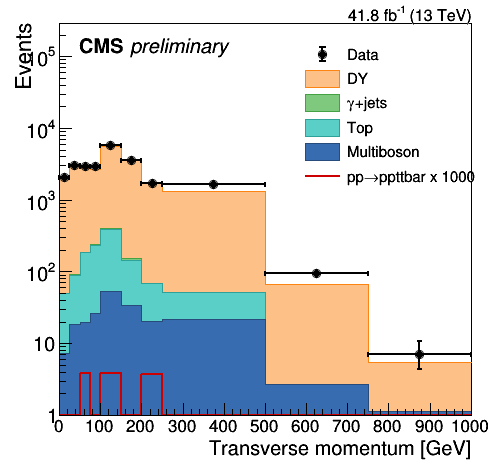 41.8 fb⁻¹ (13 TeV)
CMS preliminary
Events
10⁵
10⁴
10³
10²
10
1
Data
DY
γ+jets
Top
Multiboson
pp→ppttbar x 1000
0 100 200 300 400 500 600 700 800 900 1000
Transverse momentum [GeV]